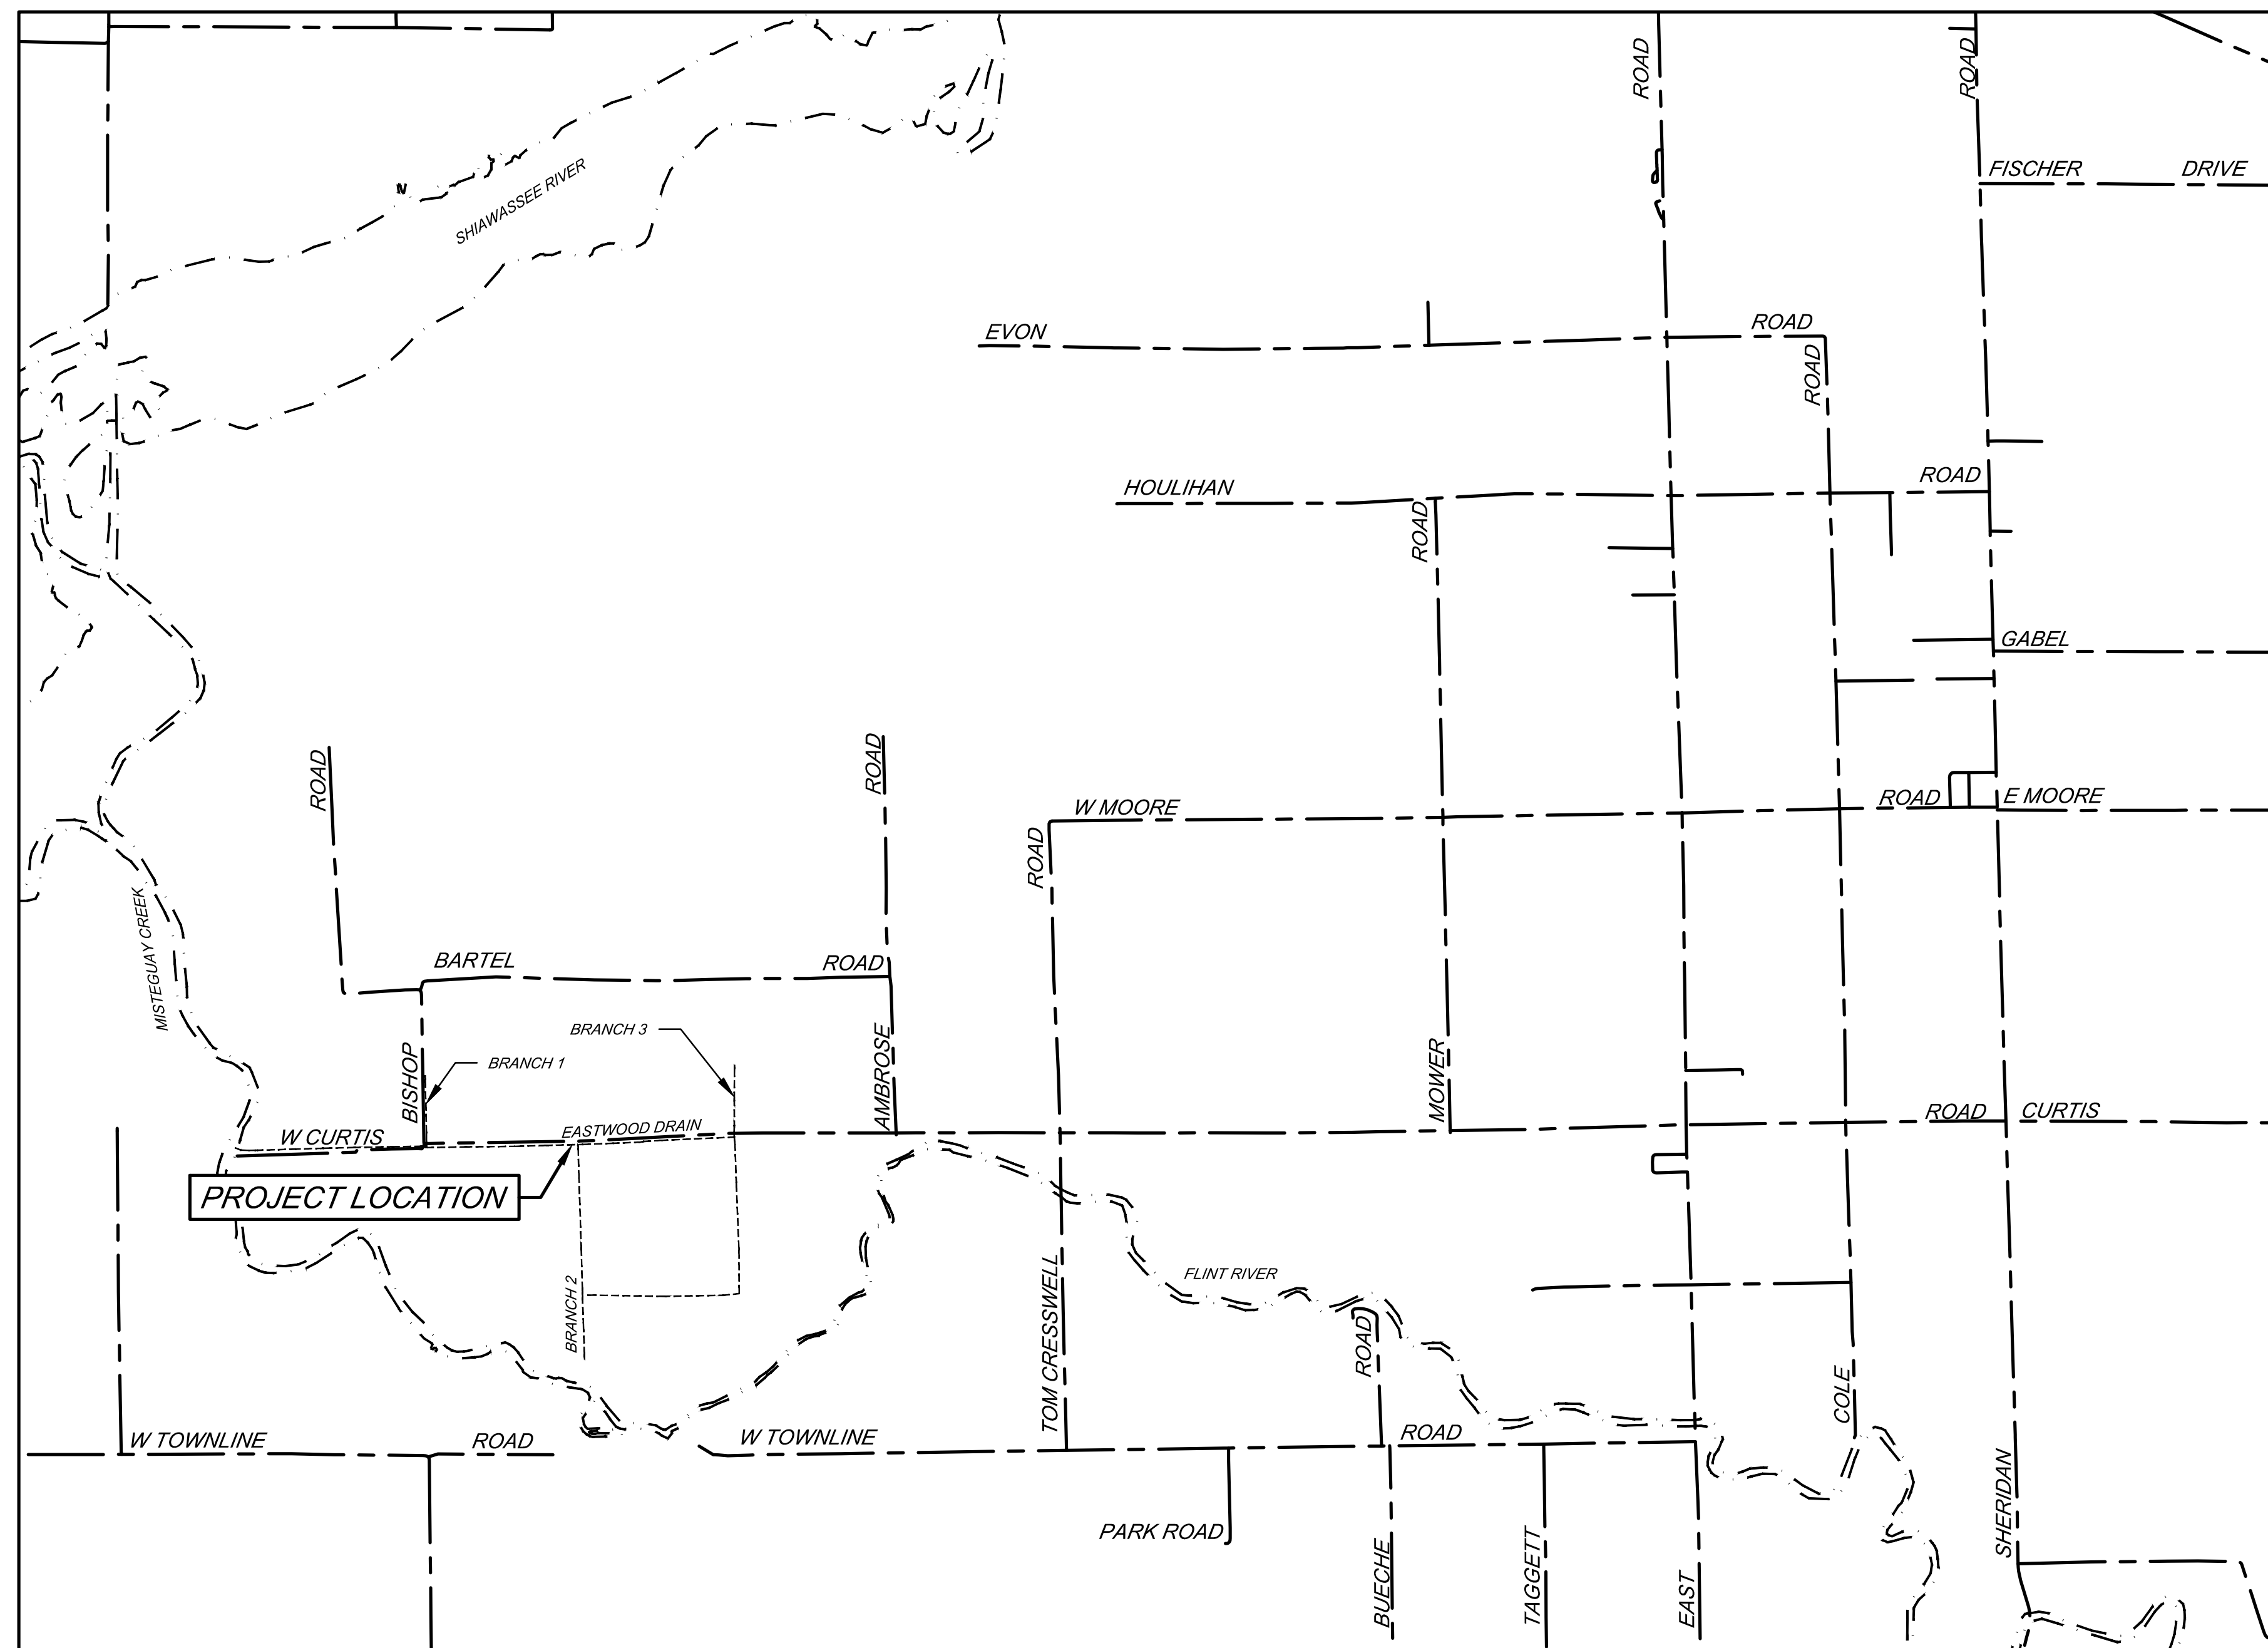 ROAD
ROAD
FISCHER DRIVE
SHIAWASSEE RIVER
EVON ROAD
ROAD
HOULIHAN ROAD
ROAD
GABEL
ROAD
ROAD
W MOORE ROAD
E MOORE
ROAD
MISTEGUAY CREEK
BARTEL ROAD
BRANCH 3
BRANCH 1
BISHOP
AMBROSE
MOWER
EASTWOOD DRAIN
W CURTIS
ROAD
CURTIS
PROJECT LOCATION
FLINT RIVER
BRANCH 2
TOM CRESSWELL
ROAD
COLE
W TOWNLINE ROAD
W TOWNLINE ROAD
SHERIDAN
PARK ROAD
BUECHE
TAGGETT
EAST